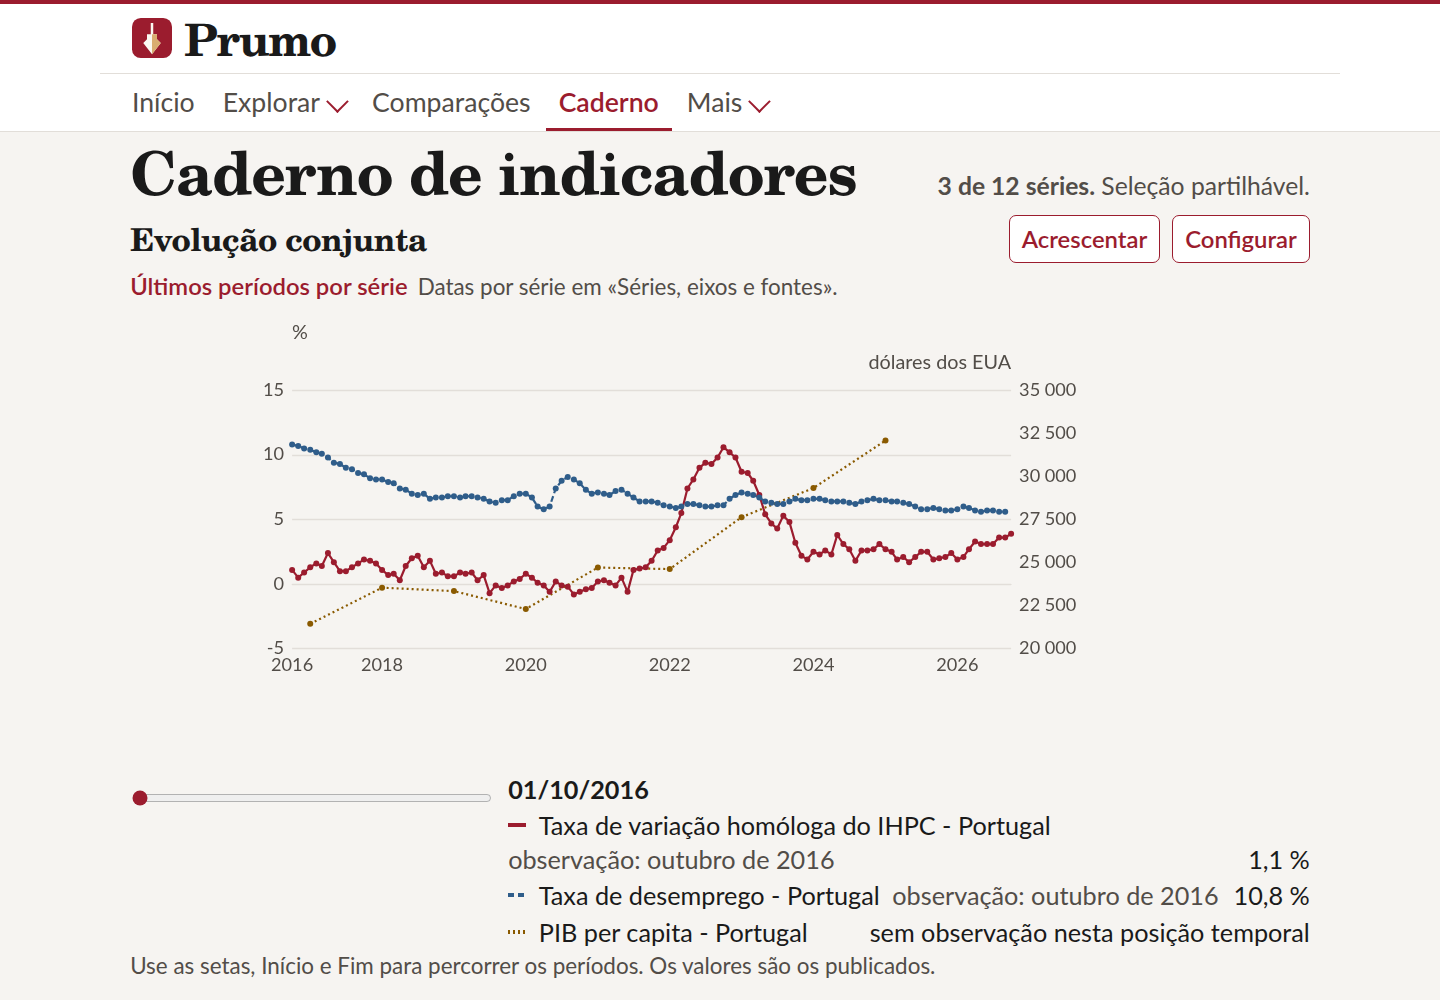 Prumo
Início Explorar Comparações Caderno Mais
Caderno de indicadores
3 de 12 séries. Seleção partilhável.
Evolução conjunta
Acrescentar Configurar
Últimos períodos por série Datas por série em «Séries, eixos e fontes».
%
dólares dos EUA
15 35 000
32 500
10 30 000
5 27 500
25 000
0 22 500
-5 20 000
2016 2018 2020 2022 2024 2026
01/10/2016
Taxa de variação homóloga do IHPC - Portugal
observação: outubro de 2016 1,1 %
Taxa de desemprego - Portugal observação: outubro de 2016 10,8 %
PIB per capita - Portugal sem observação nesta posição temporal
Use as setas, Início e Fim para percorrer os períodos. Os valores são os publicados.